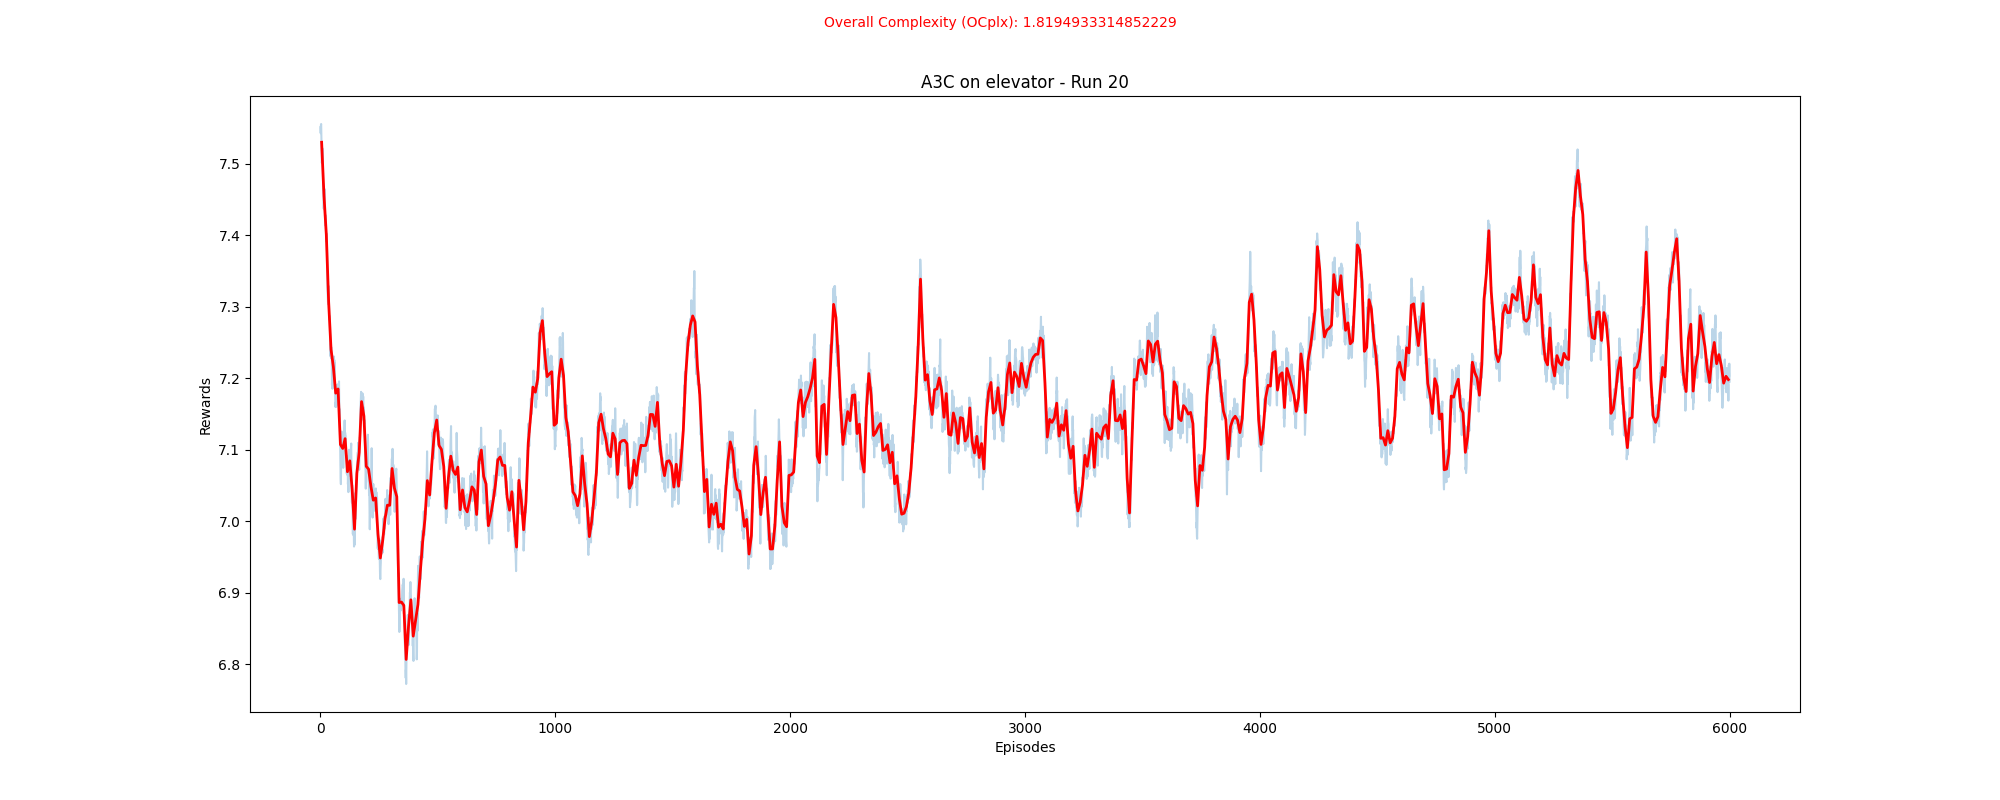 Overall Complexity (OCplx): 1.8194933314852229
A3C on elevator - Run 20
Rewards
7.5
7.4
7.3
7.2
7.1
7.0
6.9
6.8
0 1000 2000 3000 4000 5000 6000
Episodes